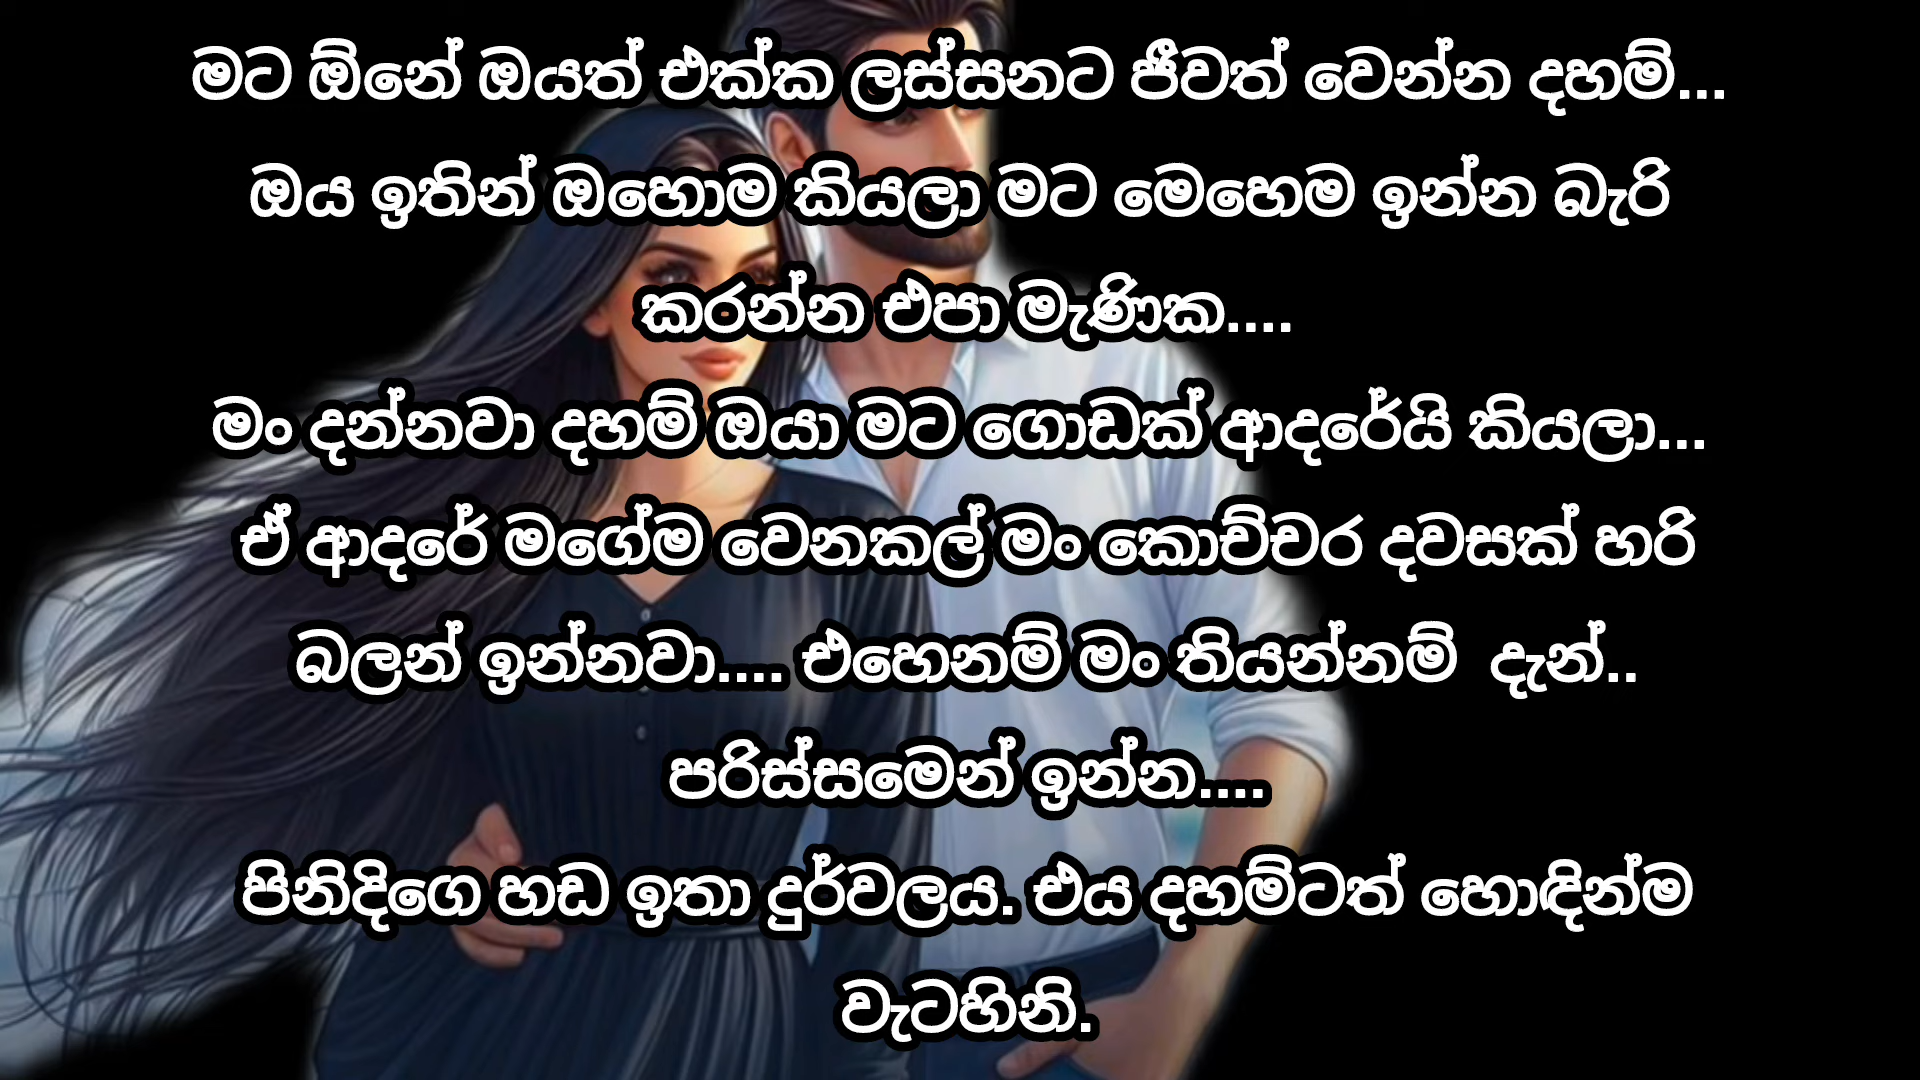 මට ඕනේ ඔයත් එක්ක ලස්සනට ජීවත් වෙන්න දහම්...
ඔය ඉතින් ඔහොම කියලා මට මෙහෙම ඉන්න බැරි
කරන්න එපා මැණික....
මං දන්නවා දහම් ඔයා මට ගොඩක් ආදරේයි කියලා...
ඒ ආදරේ මගේම වෙනකල් මං කොච්චර දවසක් හරි
බලන් ඉන්නවා.... එහෙනම් මං තියන්නම්  දැන්..
පරිස්සමෙන් ඉන්න....
පිනිදිගෙ හඩ ඉතා දුර්වලය. එය දහම්ටත් හොඳින්ම
වැටහිනි.